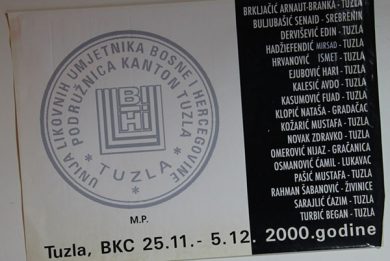 BRKLJAČIĆ ARNAUT-BRANKA - TUZLA
BULJUBAŠIĆ SENAID - SREBRENIK
DERVIŠEVIĆ EDIN - TUZLA
HADŽIEFENDIĆ MIRSAD - TUZLA
HRVANOVIĆ ISMET - TUZLA
EJUBOVIĆ HARI - TUZLA
KALESIĆ AVDO - TUZLA
KASUMOVIĆ FUAD - TUZLA
KLOPIĆ NATAŠA - GRADAČAC
KOŽARIĆ MUSTAFA - TUZLA
NOVAK ZDRAVKO - TUZLA
OMEROVIĆ NIJAZ - GRAČANICA
OSMANOVIĆ ĆAMIL - LUKAVAC
PAŠIĆ MUSTAFA - TUZLA
RAHMAN ŠABANOVIĆ - ŽIVINICE
SARAJLIĆ ĆAZIM - TUZLA
TURBIĆ BEGAN - TUZLA
UNIJA LIKOVNIH UMJETNIKA BOSNE I HERCEGOVINE
PODRUŽNICA KANTON TUZLA
BIH
* TUZLA *
M.P.
Tuzla, BKC 25.11.- 5.12. 2000.godine